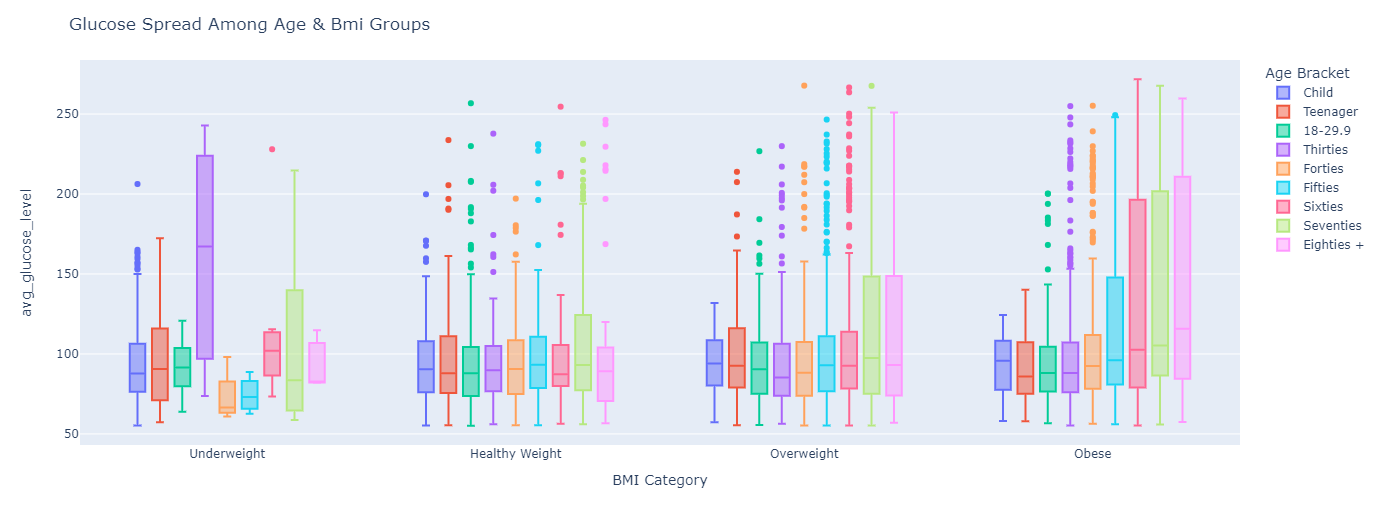 Glucose Spread Among Age & Bmi Groups
Age Bracket
Child
Teenager
18-29.9
Thirties
Forties
Fifties
Sixties
Seventies
Eighties +
avg_glucose_level
250
200
150
100
50
Underweight
Healthy Weight
Overweight
Obese
BMI Category